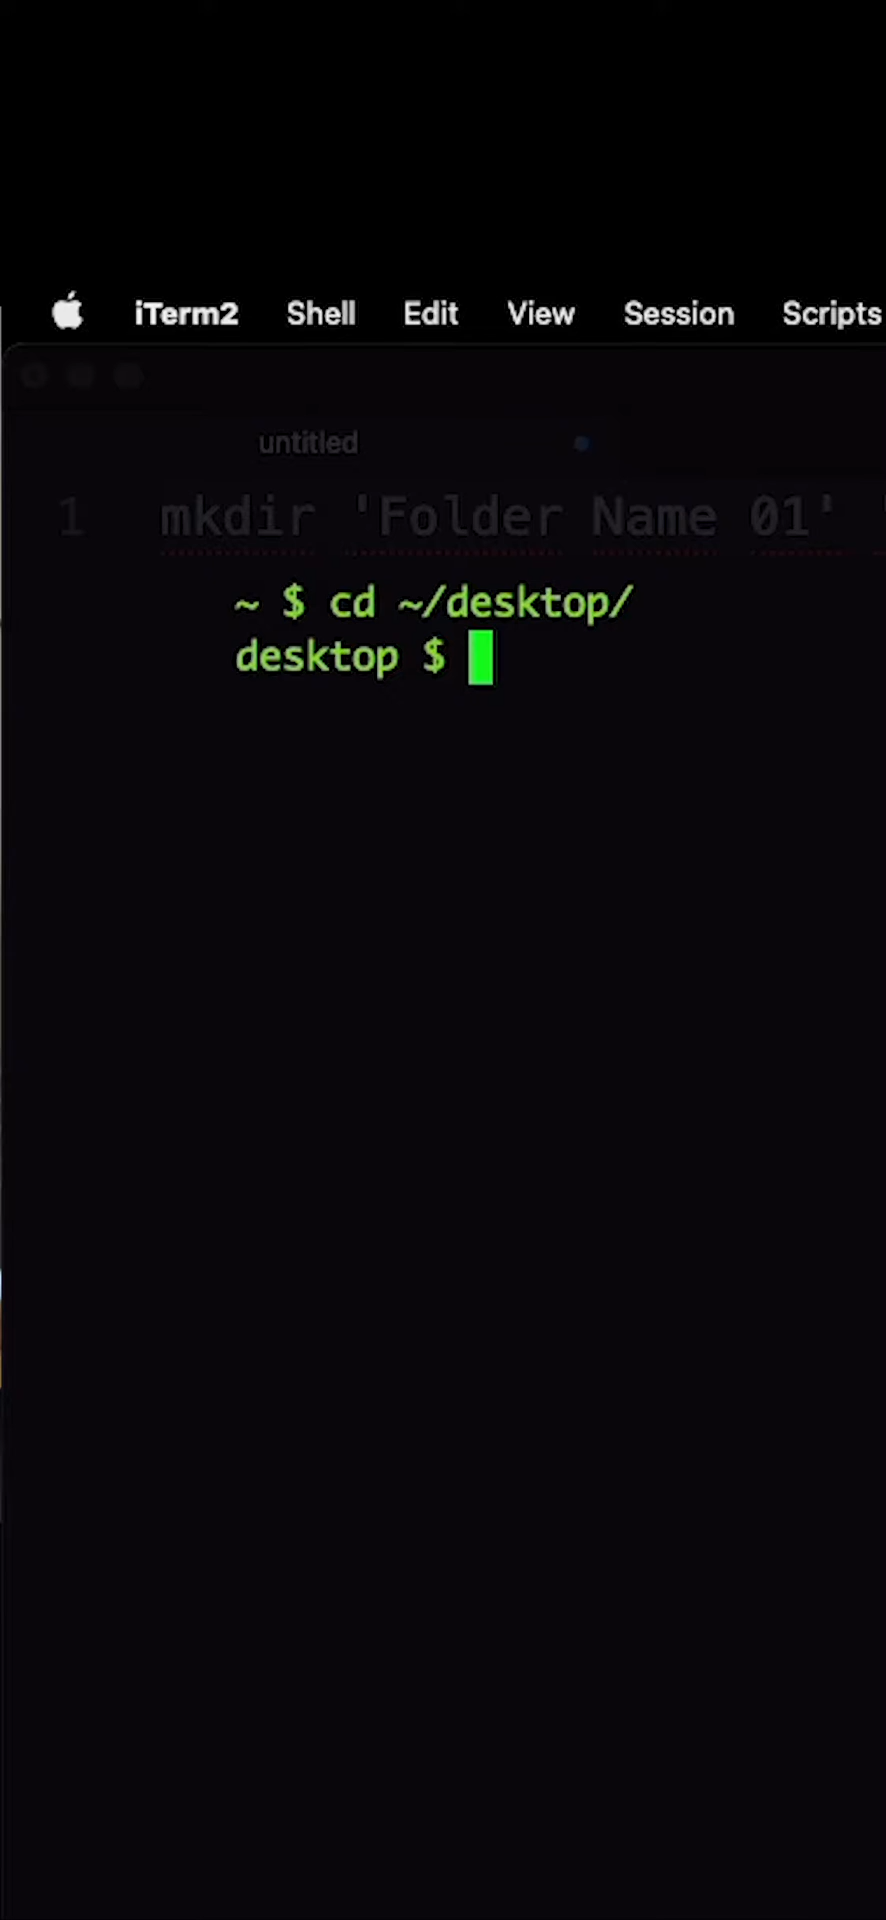 iTerm2 Shell Edit View Session Scripts
untitled
1 mkdir 'Folder Name 01'
~ $ cd ~/desktop/
desktop $